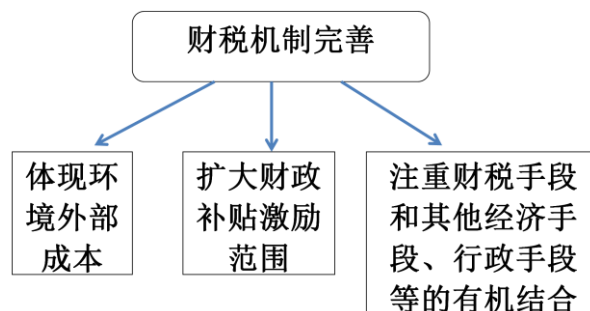 财税机制完善
体现环
境外部
成本
扩大财政
补贴激励
范围
注重财税手段
和其他经济手
段、行政手段
等的有机结合